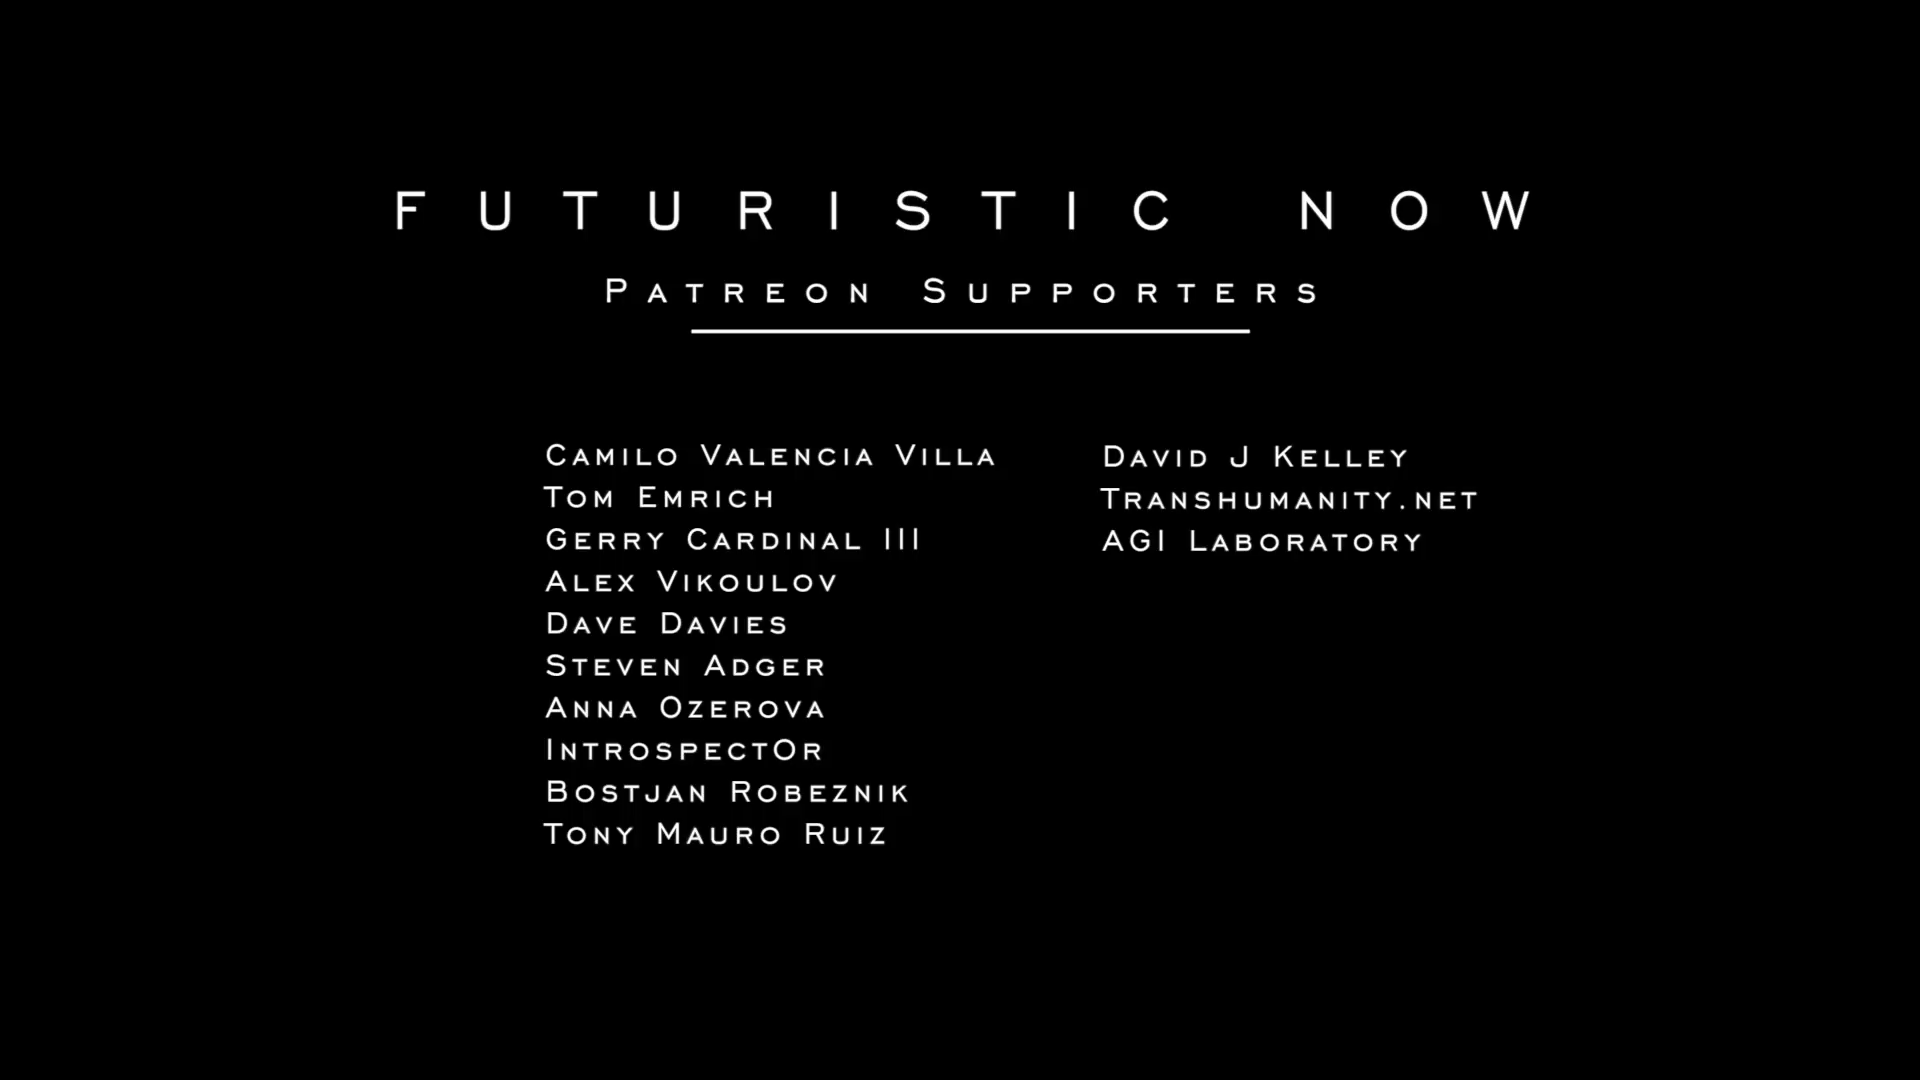 FUTURISTIC NOW
Patreon Supporters
Camilo Valencia Villa
Tom Emrich
Gerry Cardinal III
Alex Vikoulov
Dave Davies
Steven Adger
Anna Ozerova
IntrospectOr
Bostjan Robeznik
Tony Mauro Ruiz
David J Kelley
Transhumanity.net
AGI Laboratory